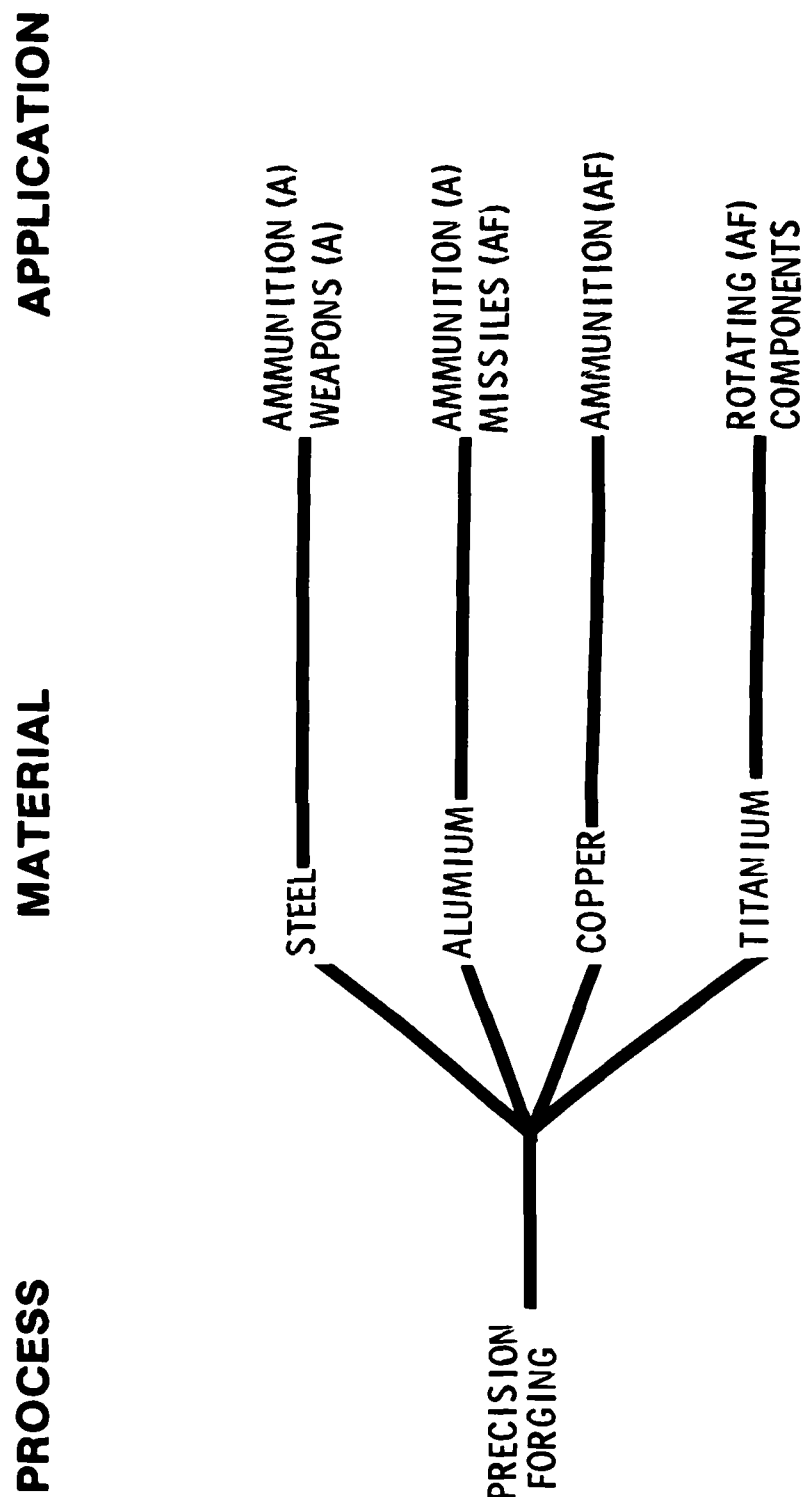 PROCESS
MATERIAL
APPLICATION
PRECISION
FORGING
STEEL
AMMUNITION (A)
WEAPONS (A)
ALUMIUM
AMMUNITION (A)
MISSILES (AF)
COPPER
AMMUNITION (AF)
TITANIUM
ROTATING (AF)
COMPONENTS